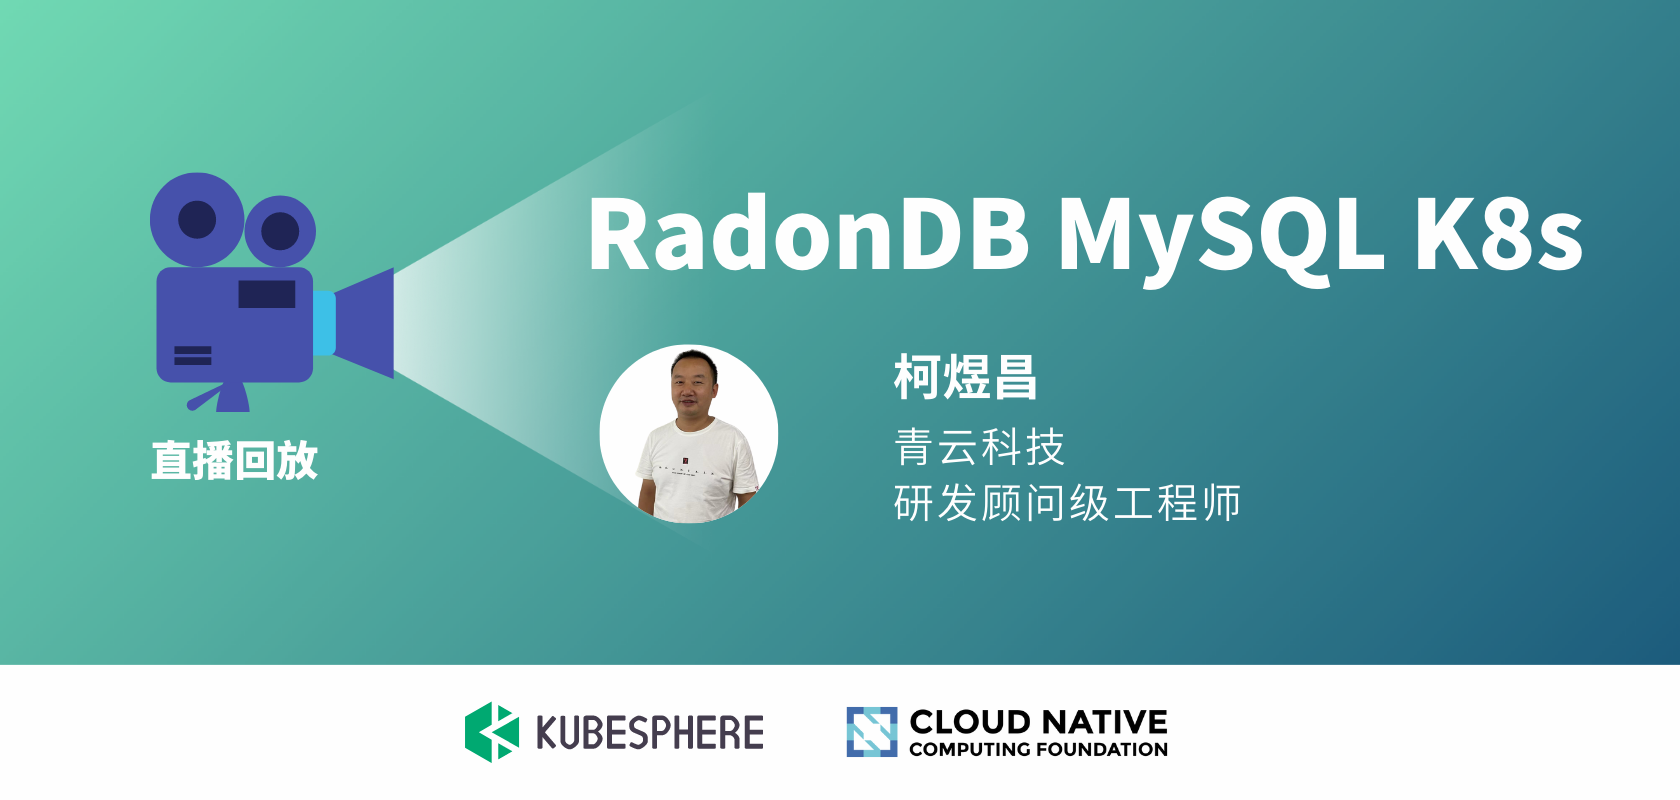 RadonDB MySQL K8s
直播回放
柯煜昌
青云科技
研发顾问级工程师
KUBESPHERE
CLOUD NATIVE
COMPUTING FOUNDATION